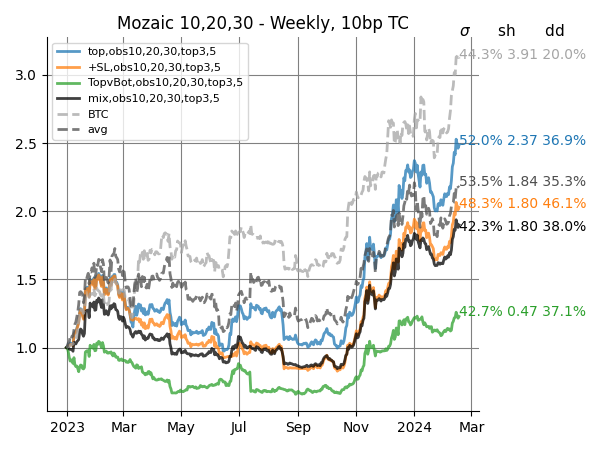 Mozaic 10,20,30 - Weekly, 10bp TC
σ sh dd
top,obs10,20,30,top3,5
+SL,obs10,20,30,top3,5
TopvBot,obs10,20,30,top3,5
mix,obs10,20,30,top3,5
BTC
avg
44.3% 3.91 20.0%
52.0% 2.37 36.9%
53.5% 1.84 35.3%
48.3% 1.80 46.1%
42.3% 1.80 38.0%
42.7% 0.47 37.1%
3.0
2.5
2.0
1.5
1.0
2023 Mar May Jul Sep Nov 2024 Mar